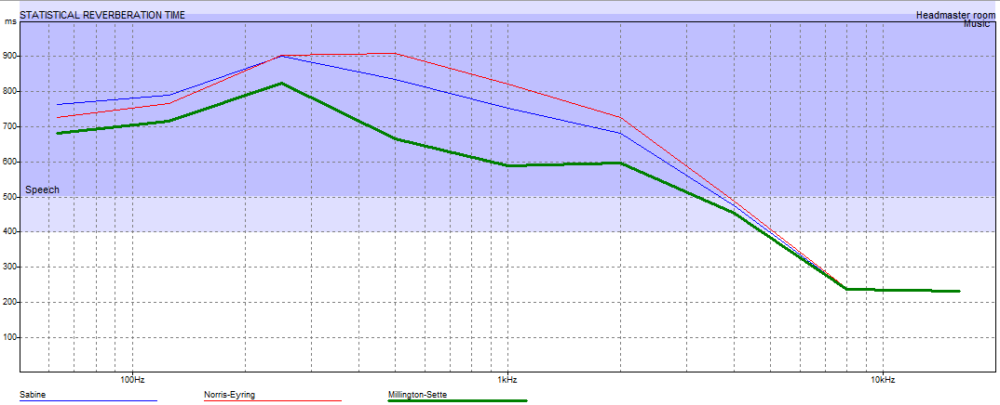 STATISTICAL REVERBERATION TIME
Headmaster room
ms
Music
900
800
700
600
Speech
500
400
300
200
100
100Hz 1kHz 10kHz
Sabine Norris-Eyring Millington-Sette